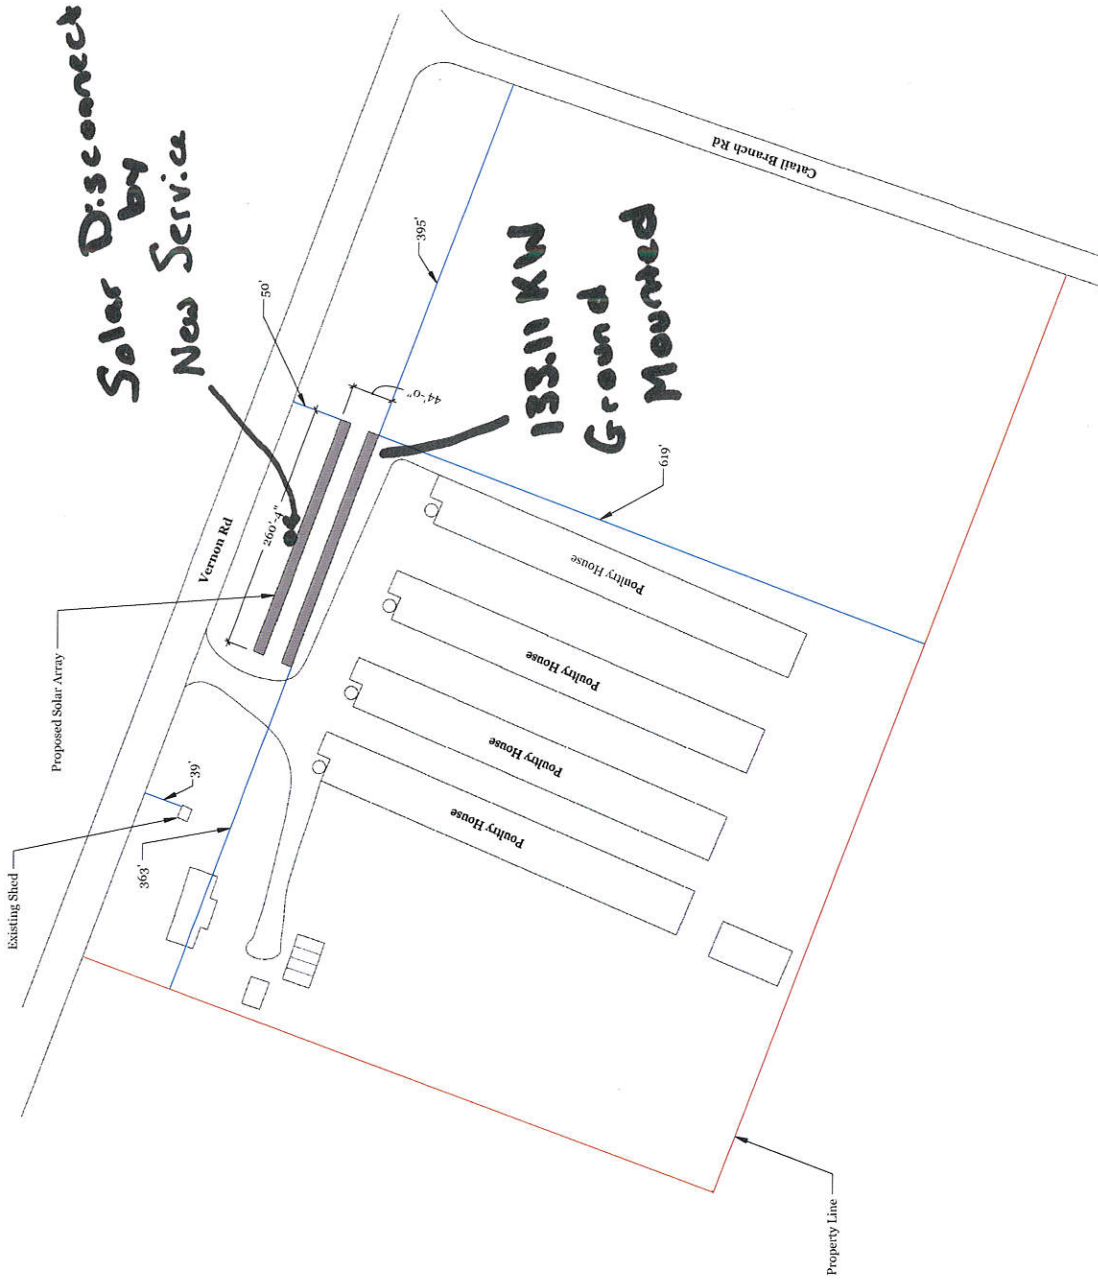 Solar Disconnect
by
New Service
133.11 KW
Ground
Mounted
Catail Branch Rd
Vernon Rd
395'
50'
44'-0"
260'-4"
619'
Proposed Solar Array
39'
Existing Shed
363'
Poultry House
Poultry House
Poultry House
Poultry House
Property Line